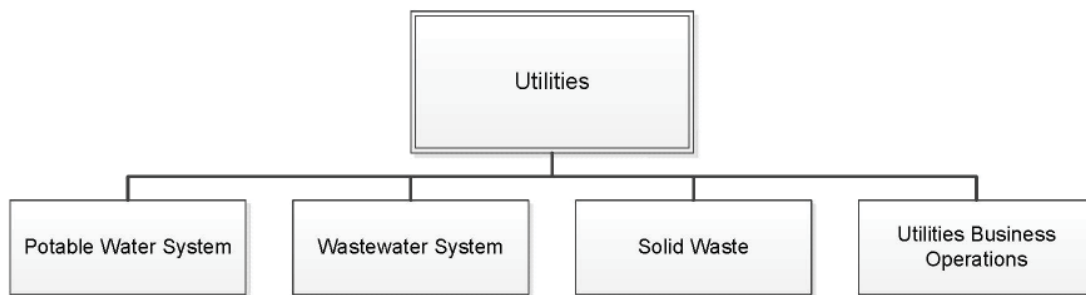 Utilities
Potable Water System
Wastewater System
Solid Waste
Utilities Business
Operations